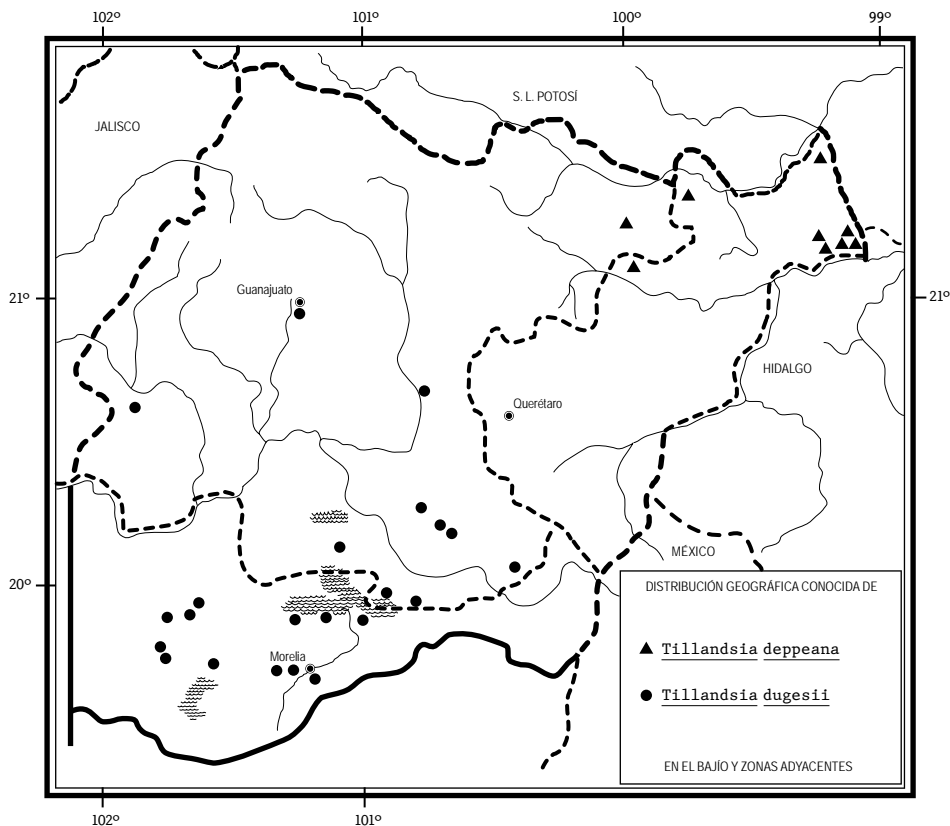 102º 101º 100º 99º
S. L. POTOSÍ
JALISCO
Guanajuato
21º 21º
HIDALGO
Querétaro
MÉXICO
20º
DISTRIBUCIÓN GEOGRÁFICA CONOCIDA DE
Tillandsia deppeana
Morelia
Tillandsia dugesii
EN EL BAJÍO Y ZONAS ADYACENTES
102º 101º